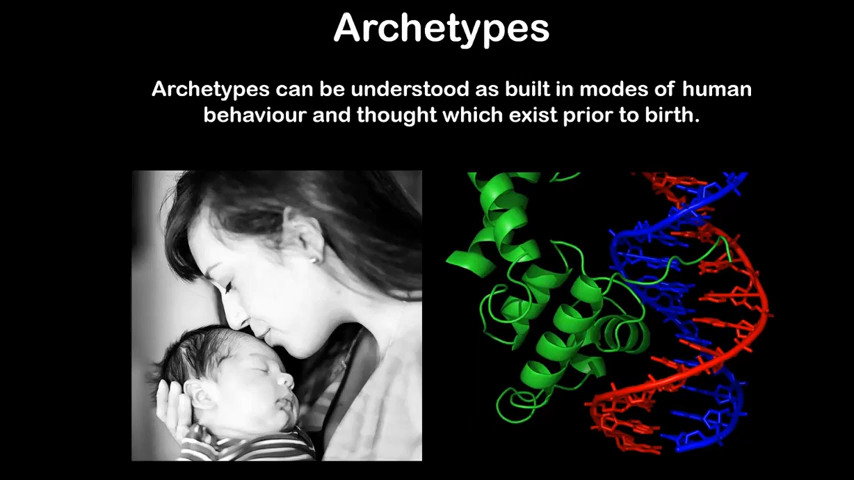 Archetypes
Archetypes can be understood as built in modes of human
behaviour and thought which exist prior to birth.